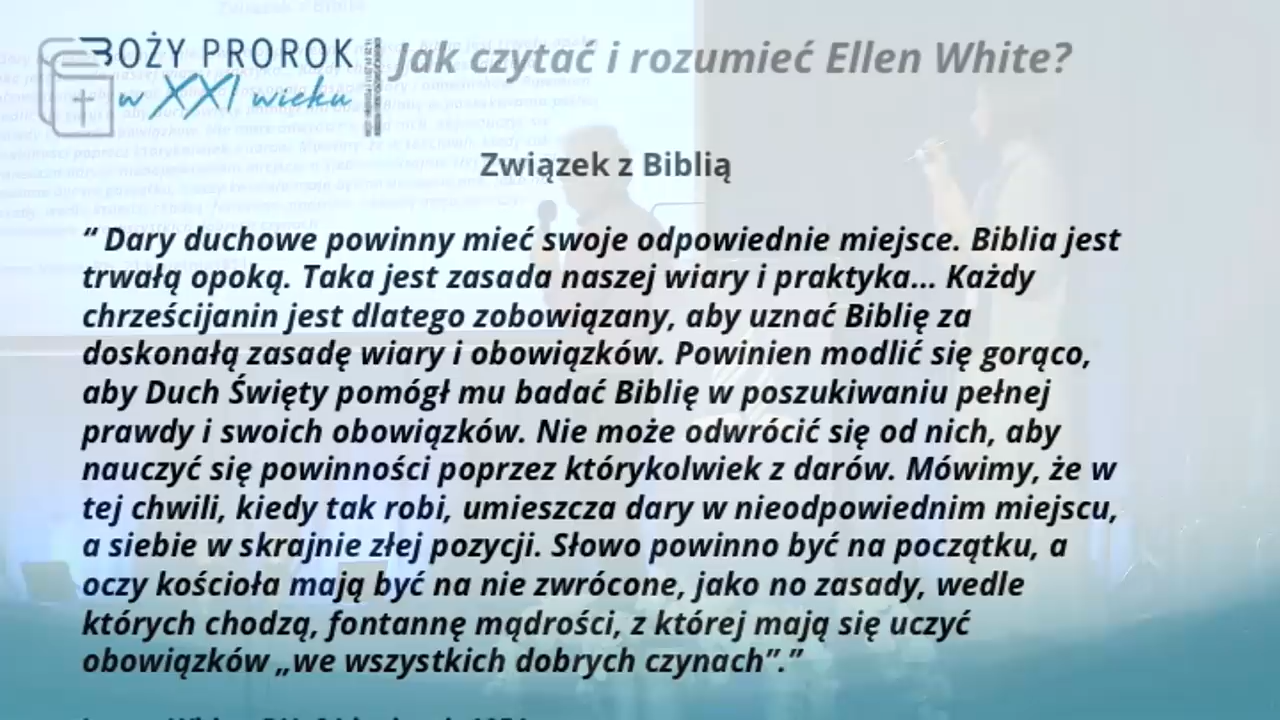 BOŻY PROROK
w XXI wieku
Jak czytać i rozumieć Ellen White?
Związek z Biblią
“ Dary duchowe powinny mieć swoje odpowiednie miejsce. Biblia jest
trwałą opoką. Taka jest zasada naszej wiary i praktyka... Każdy
chrześcijanin jest dlatego zobowiązany, aby uznać Biblię za
doskonałą zasadę wiary i obowiązków. Powinien modlić się gorąco,
aby Duch Święty pomógł mu badać Biblię w poszukiwaniu pełnej
prawdy i swoich obowiązków. Nie może odwrócić się od nich, aby
nauczyć się powinności poprzez którykolwiek z darów. Mówimy, że w
tej chwili, kiedy tak robi, umieszcza dary w nieodpowiednim miejscu,
a siebie w skrajnie złej pozycji. Słowo powinno być na początku, a
oczy kościoła mają być na nie zwrócone, jako no zasady, wedle
których chodzą, fontannę mądrości, z której mają się uczyć
obowiązków „we wszystkich dobrych czynach”.”